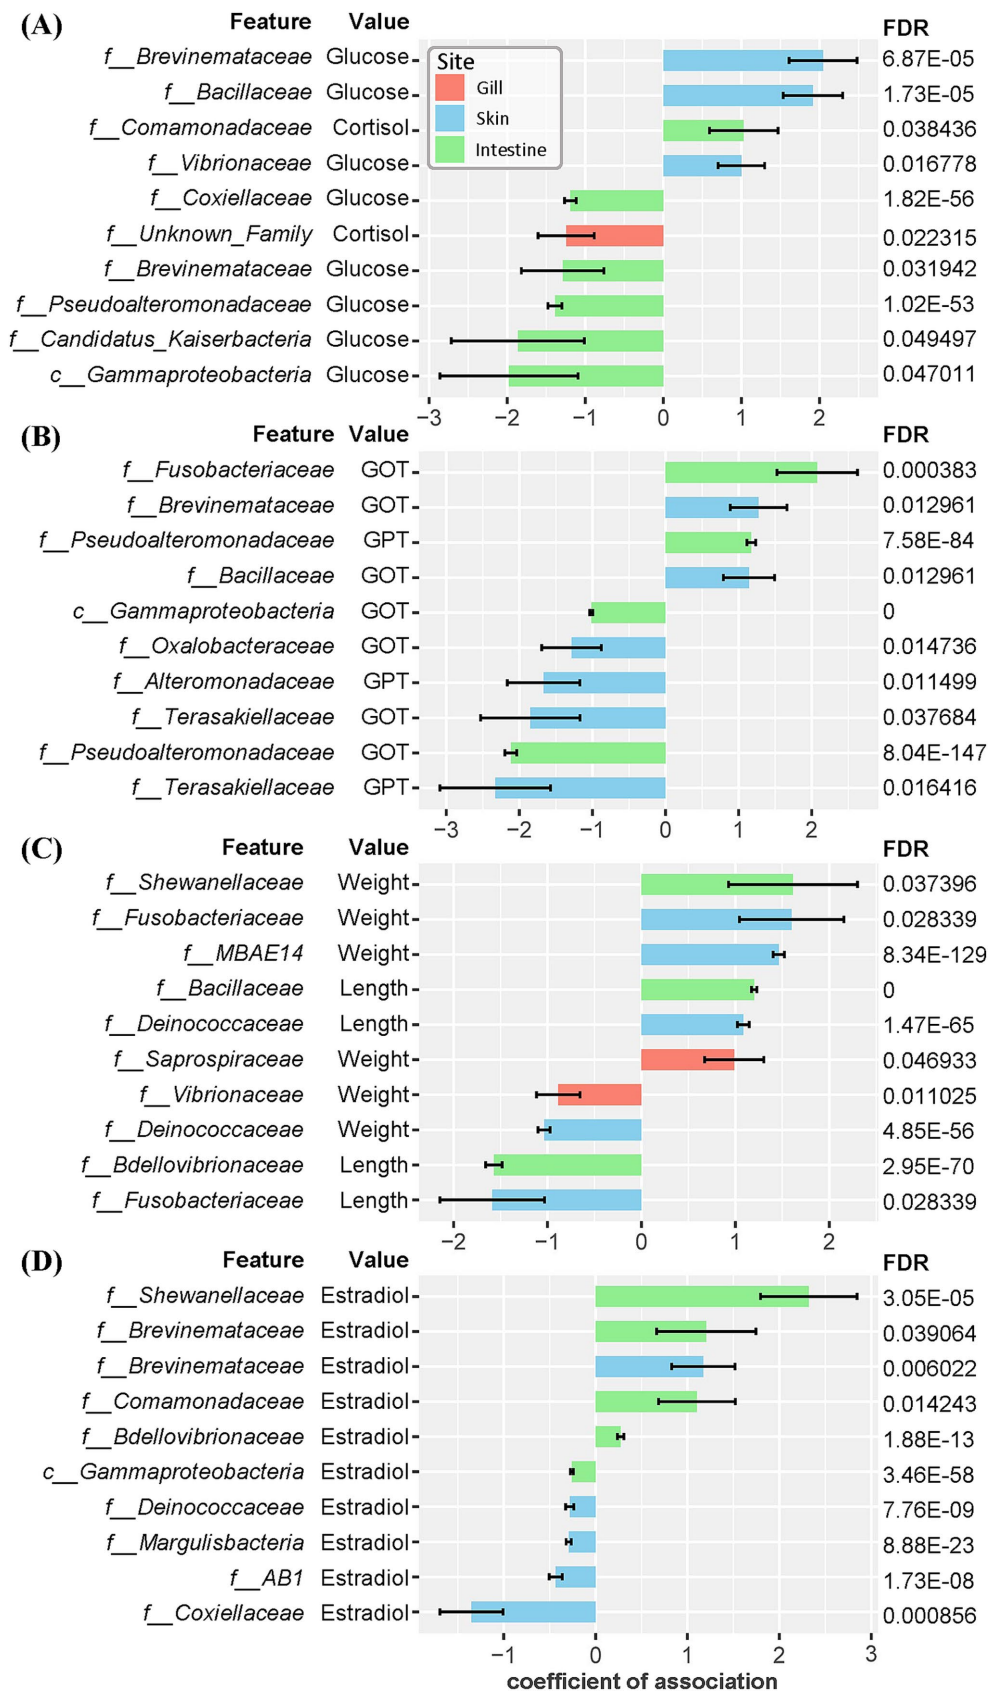 (A) Feature Value FDR
f__Brevinemataceae Glucose 6.87E-05
f__Bacillaceae Glucose 1.73E-05
f__Comamonadaceae Cortisol 0.038436
f__Vibrionaceae Glucose 0.016778
f__Coxiellaceae Glucose 1.82E-56
f__Unknown_Family Cortisol 0.022315
f__Brevinemataceae Glucose 0.031942
f__Pseudoalteromonadaceae Glucose 1.02E-53
f__Candidatus_Kaiserbacteria Glucose 0.049497
c__Gammaproteobacteria Glucose 0.047011
Site
Gill
Skin
Intestine
−3 −2 −1 0 1 2
(B) Feature Value FDR
f__Fusobacteriaceae GOT 0.000383
f__Brevinemataceae GOT 0.012961
f__Pseudoalteromonadaceae GPT 7.58E-84
f__Bacillaceae GOT 0.012961
c__Gammaproteobacteria GOT 0
f__Oxalobacteraceae GOT 0.014736
f__Alteromonadaceae GPT 0.011499
f__Terasakiellaceae GOT 0.037684
f__Pseudoalteromonadaceae GOT 8.04E-147
f__Terasakiellaceae GPT 0.016416
−3 −2 −1 0 1 2
(C) Feature Value FDR
f__Shewanellaceae Weight 0.037396
f__Fusobacteriaceae Weight 0.028339
f__MBAE14 Weight 8.34E-129
f__Bacillaceae Length 0
f__Deinococcaceae Length 1.47E-65
f__Saprospiraceae Weight 0.046933
f__Vibrionaceae Weight 0.011025
f__Deinococcaceae Weight 4.85E-56
f__Bdellovibrionaceae Length 2.95E-70
f__Fusobacteriaceae Length 0.028339
−2 −1 0 1 2
(D) Feature Value FDR
f__Shewanellaceae Estradiol 3.05E-05
f__Brevinemataceae Estradiol 0.039064
f__Brevinemataceae Estradiol 0.006022
f__Comamonadaceae Estradiol 0.014243
f__Bdellovibrionaceae Estradiol 1.88E-13
c__Gammaproteobacteria Estradiol 3.46E-58
f__Deinococcaceae Estradiol 7.76E-09
f__Margulisbacteria Estradiol 8.88E-23
f__AB1 Estradiol 1.73E-08
f__Coxiellaceae Estradiol 0.000856
−1 0 1 2 3
coefficient of association